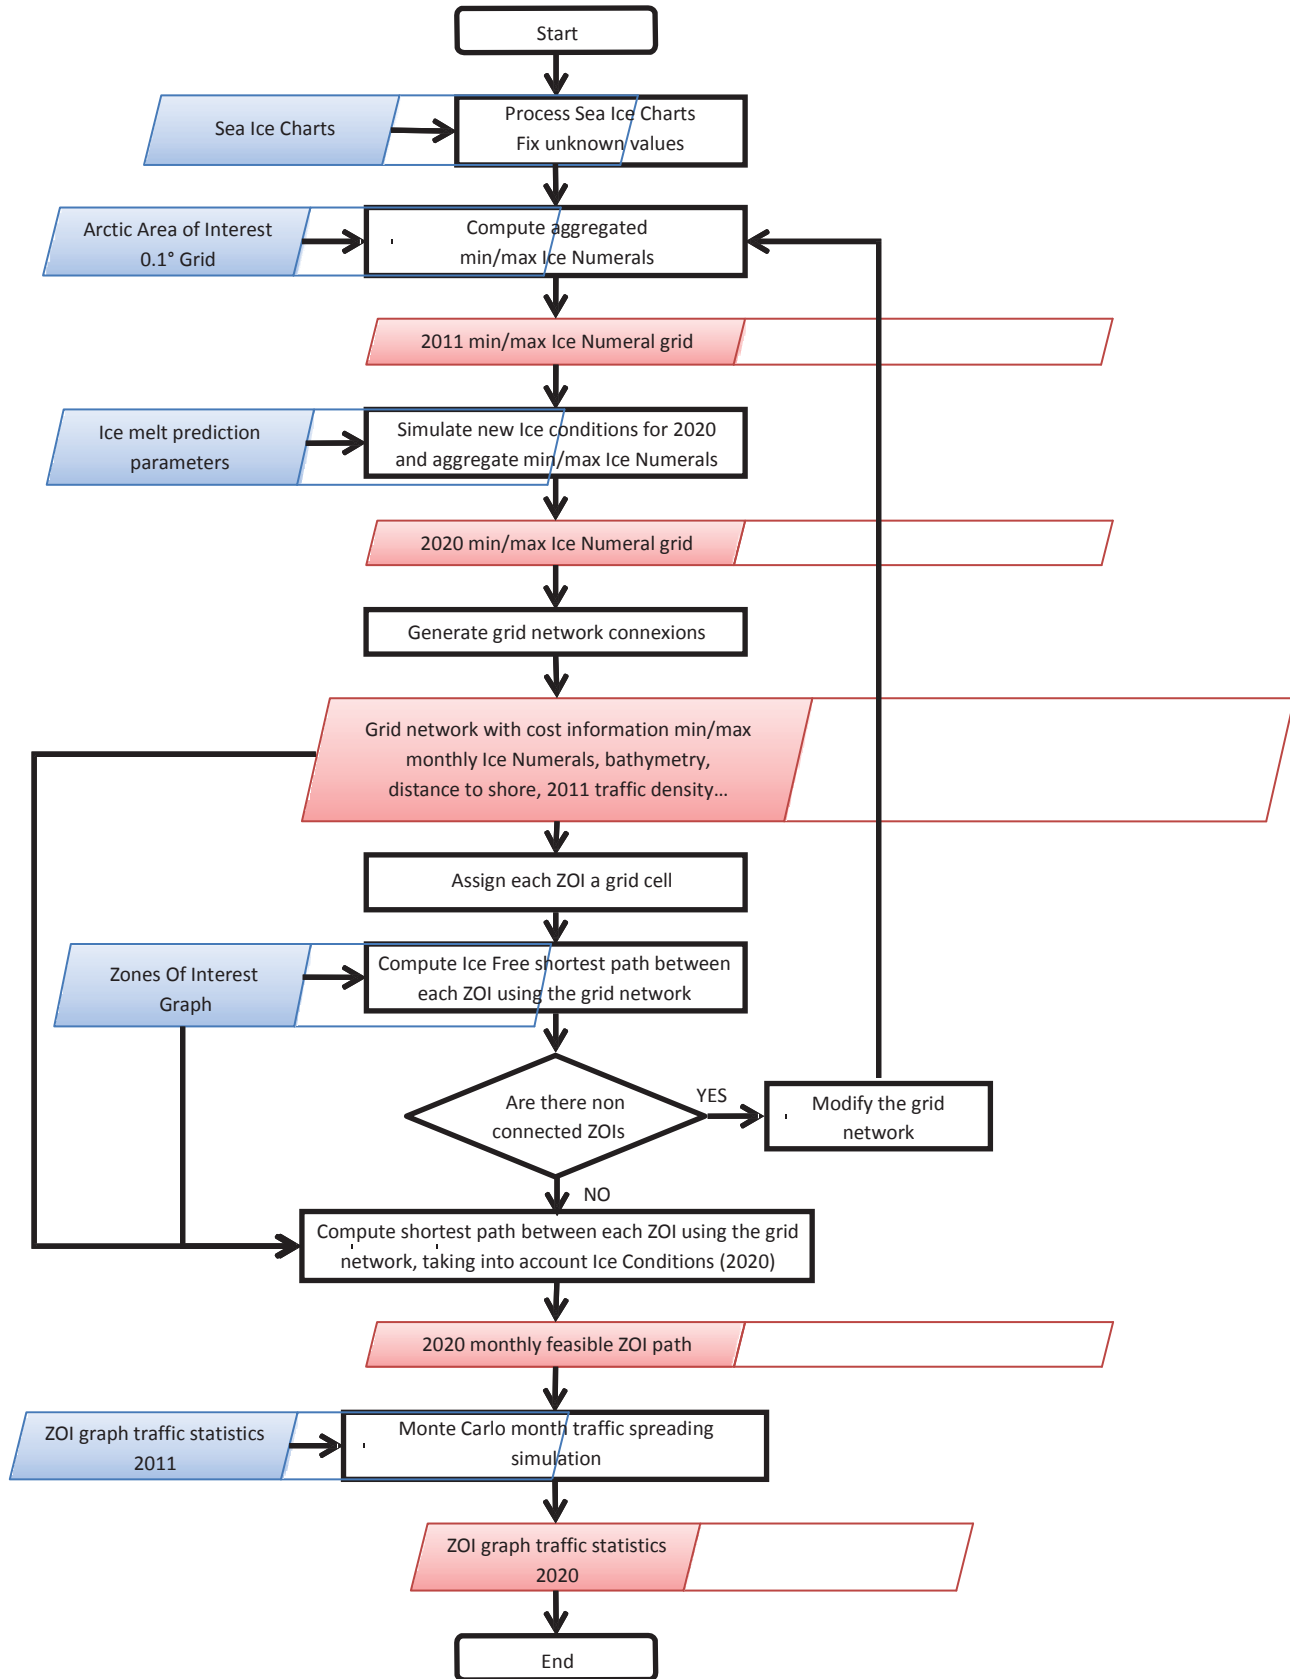 Start
Sea Ice Charts
Process Sea Ice Charts
Fix unknown values
Arctic Area of Interest
0.1° Grid
Compute aggregated
min/max Ice Numerals
2011 min/max Ice Numeral grid
Ice melt prediction
parameters
Simulate new Ice conditions for 2020
and aggregate min/max Ice Numerals
2020 min/max Ice Numeral grid
Generate grid network connexions
Grid network with cost information min/max
monthly Ice Numerals, bathymetry,
distance to shore, 2011 traffic density…
Assign each ZOI a grid cell
Zones Of Interest
Graph
Compute Ice Free shortest path between
each ZOI using the grid network
Are there non
connected ZOIs
YES
Modify the grid
network
NO
Compute shortest path between each ZOI using the grid
network, taking into account Ice Conditions (2020)
2020 monthly feasible ZOI path
ZOI graph traffic statistics
2011
Monte Carlo month traffic spreading
simulation
ZOI graph traffic statistics
2020
End